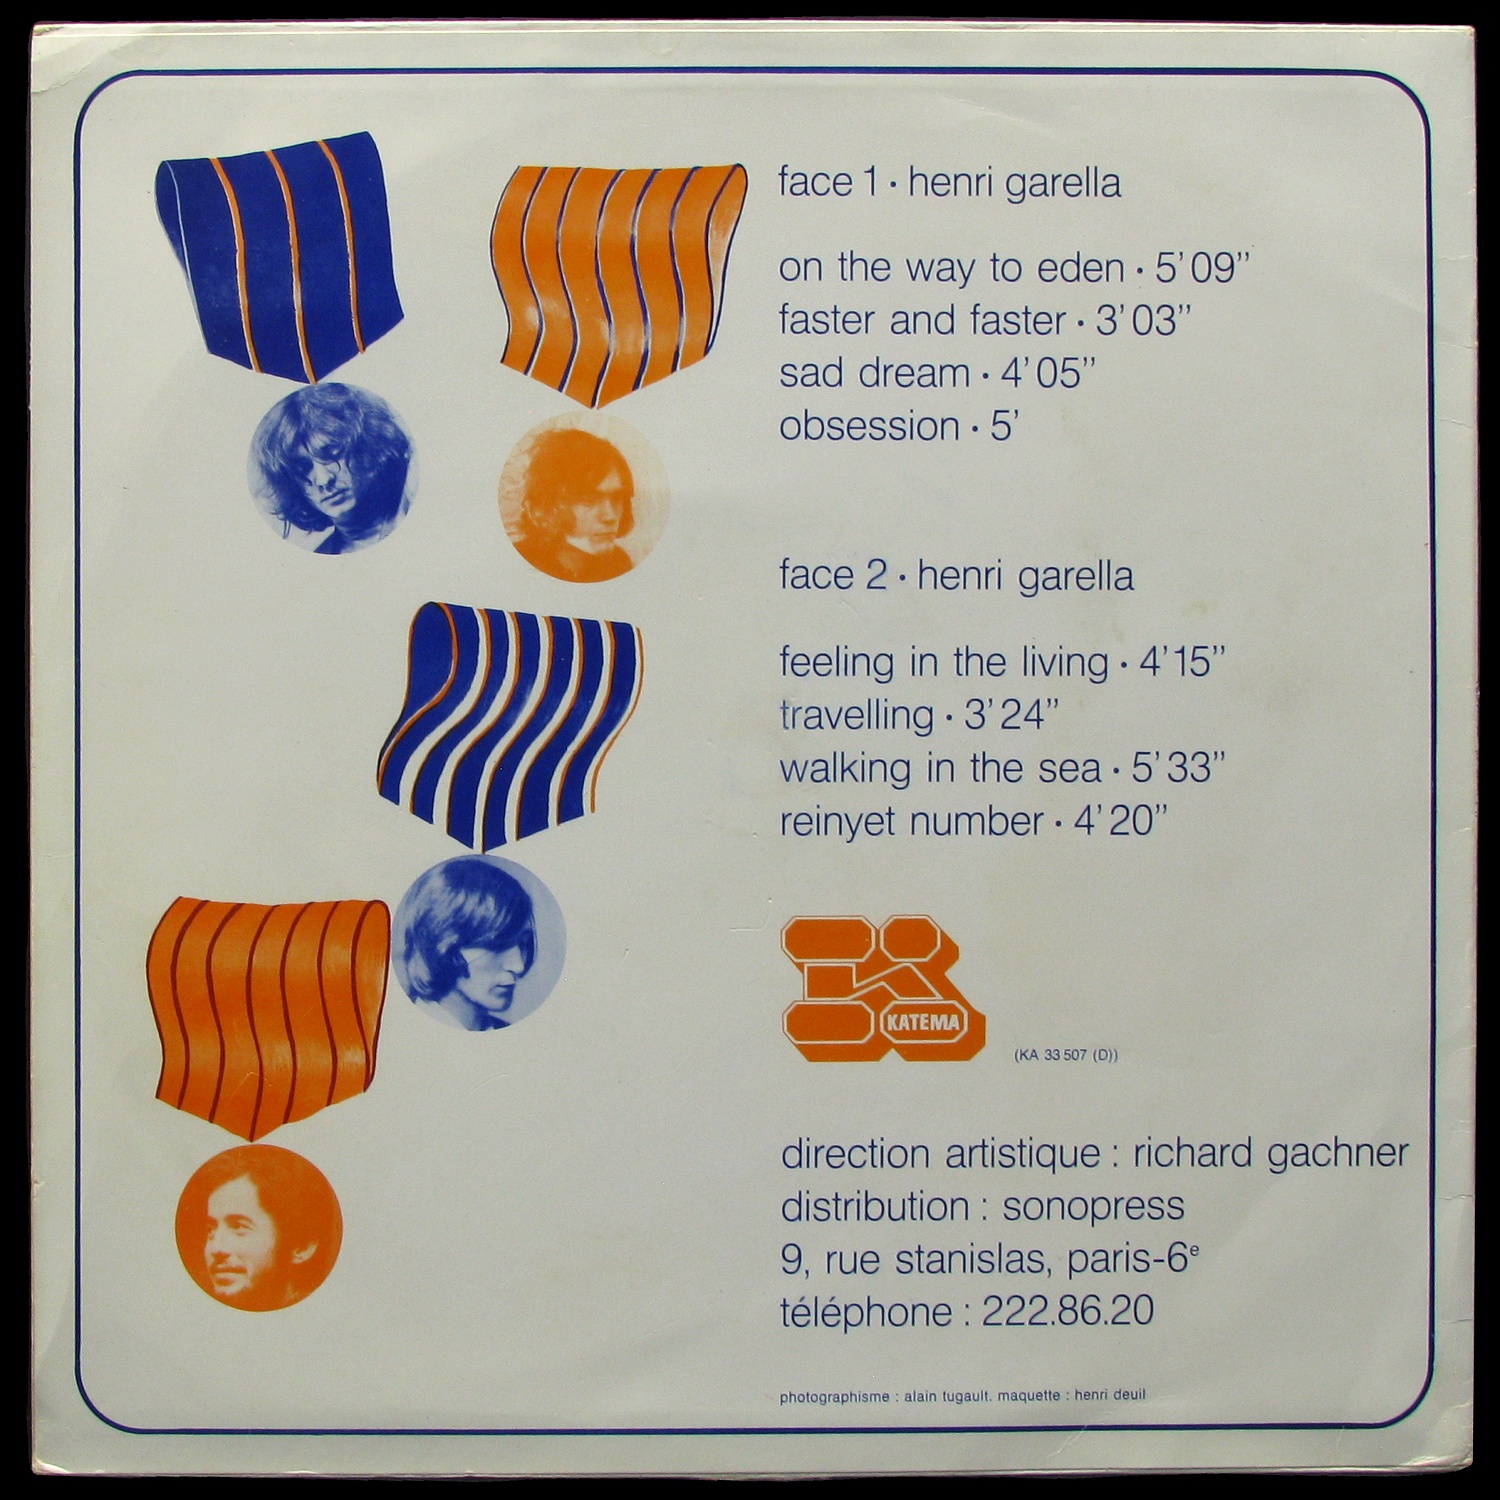 face 1 · henri garella
on the way to eden · 5'09"
faster and faster · 3'03"
sad dream · 4'05"
obsession · 5'
face 2 · henri garella
feeling in the living · 4'15"
travelling · 3'24"
walking in the sea · 5'33"
reinyet number · 4'20"
KATEMA
(KA 33 507 (D))
direction artistique : richard gachner
distribution : sonopress
9, rue stanislas, paris-6e
téléphone : 222.86.20
photographisme : alain tugault. maquette : henri deuil